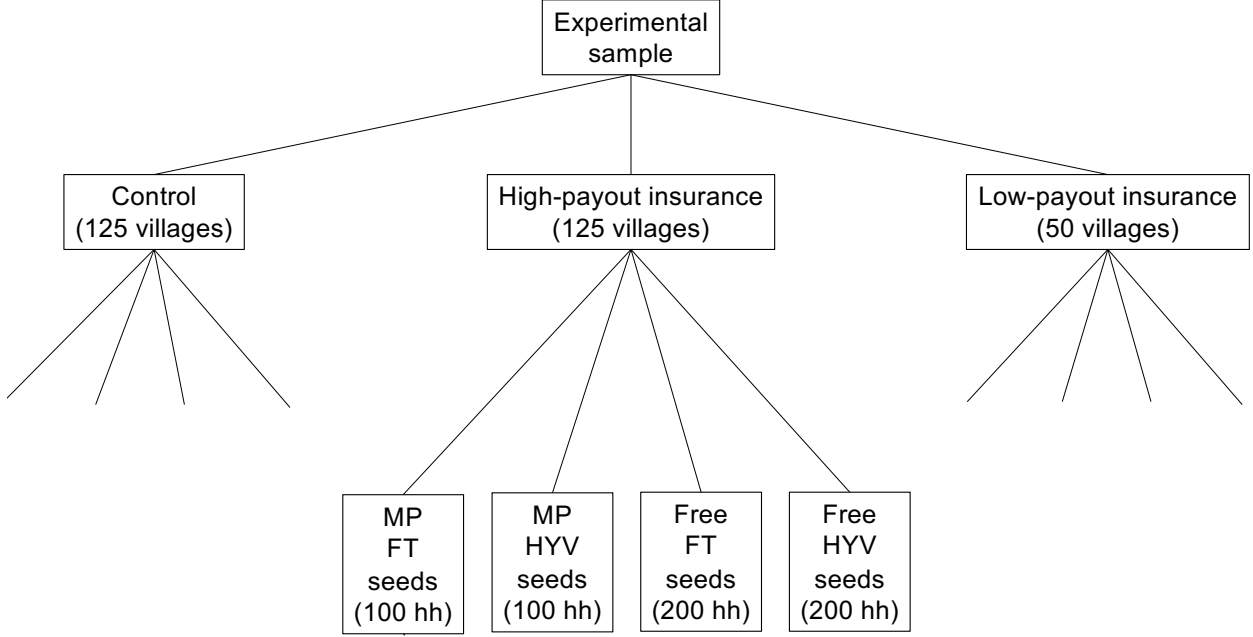 Experimental
sample
Control
(125 villages)
High-payout insurance
(125 villages)
Low-payout insurance
(50 villages)
MP
FT
seeds
(100 hh)
MP
HYV
seeds
(100 hh)
Free
FT
seeds
(200 hh)
Free
HYV
seeds
(200 hh)